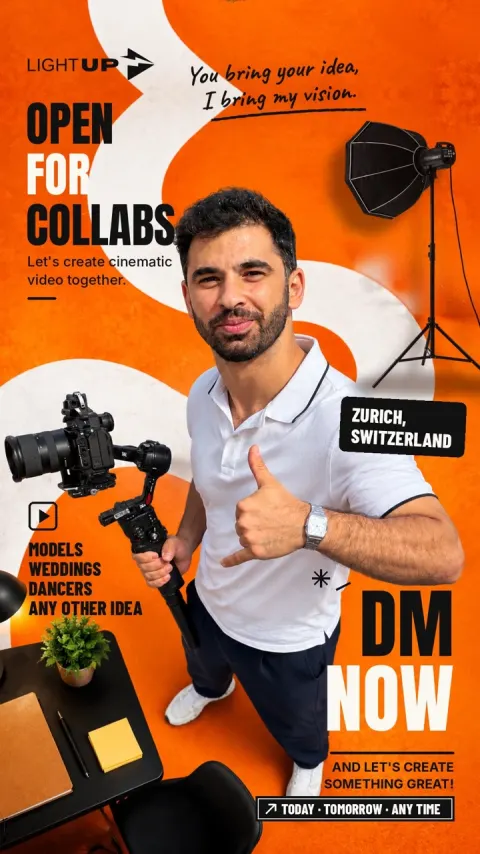 LIGHTUP
You bring your idea,
I bring my vision.
OPEN
FOR
COLLABS
Let's create cinematic
video together.
ZURICH,
SWITZERLAND
MODELS
WEDDINGS
DANCERS
ANY OTHER IDEA
DM
NOW
AND LET'S CREATE
SOMETHING GREAT!
TODAY · TOMORROW · ANY TIME